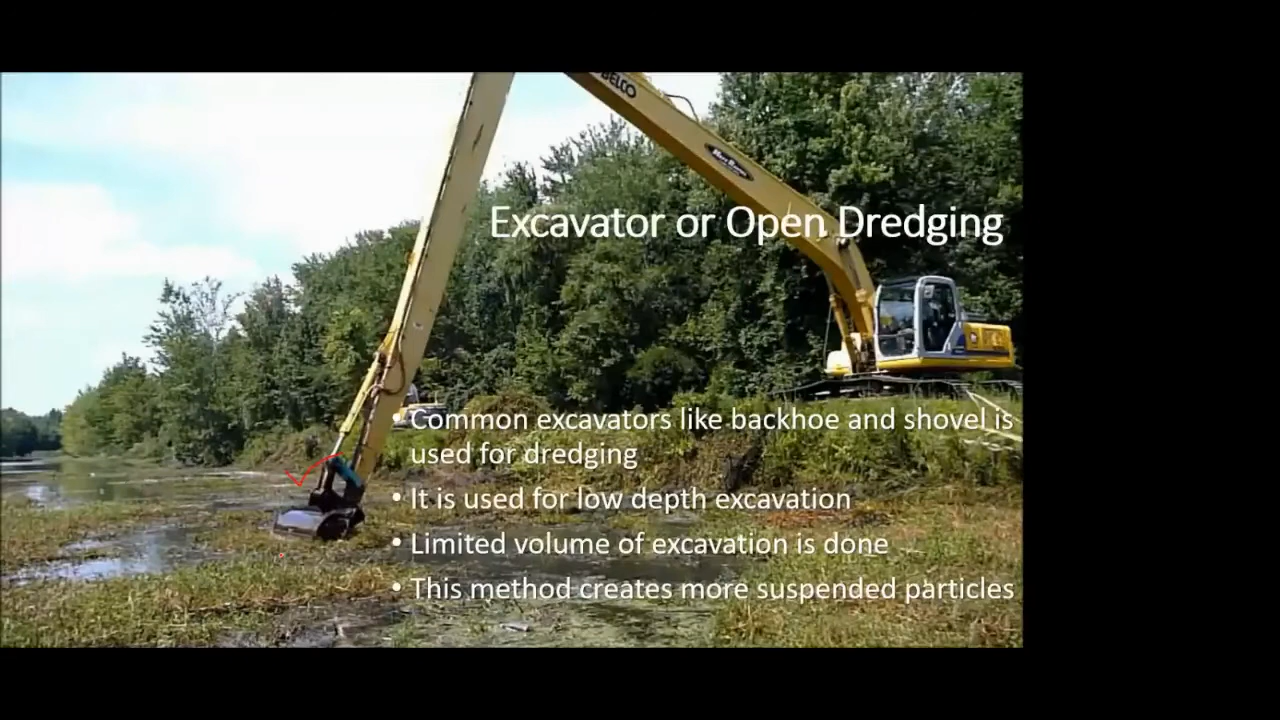 BELCO
Excavator or Open Dredging
• Common excavators like backhoe and shovel is
used for dredging
• It is used for low depth excavation
• Limited volume of excavation is done
• This method creates more suspended particles